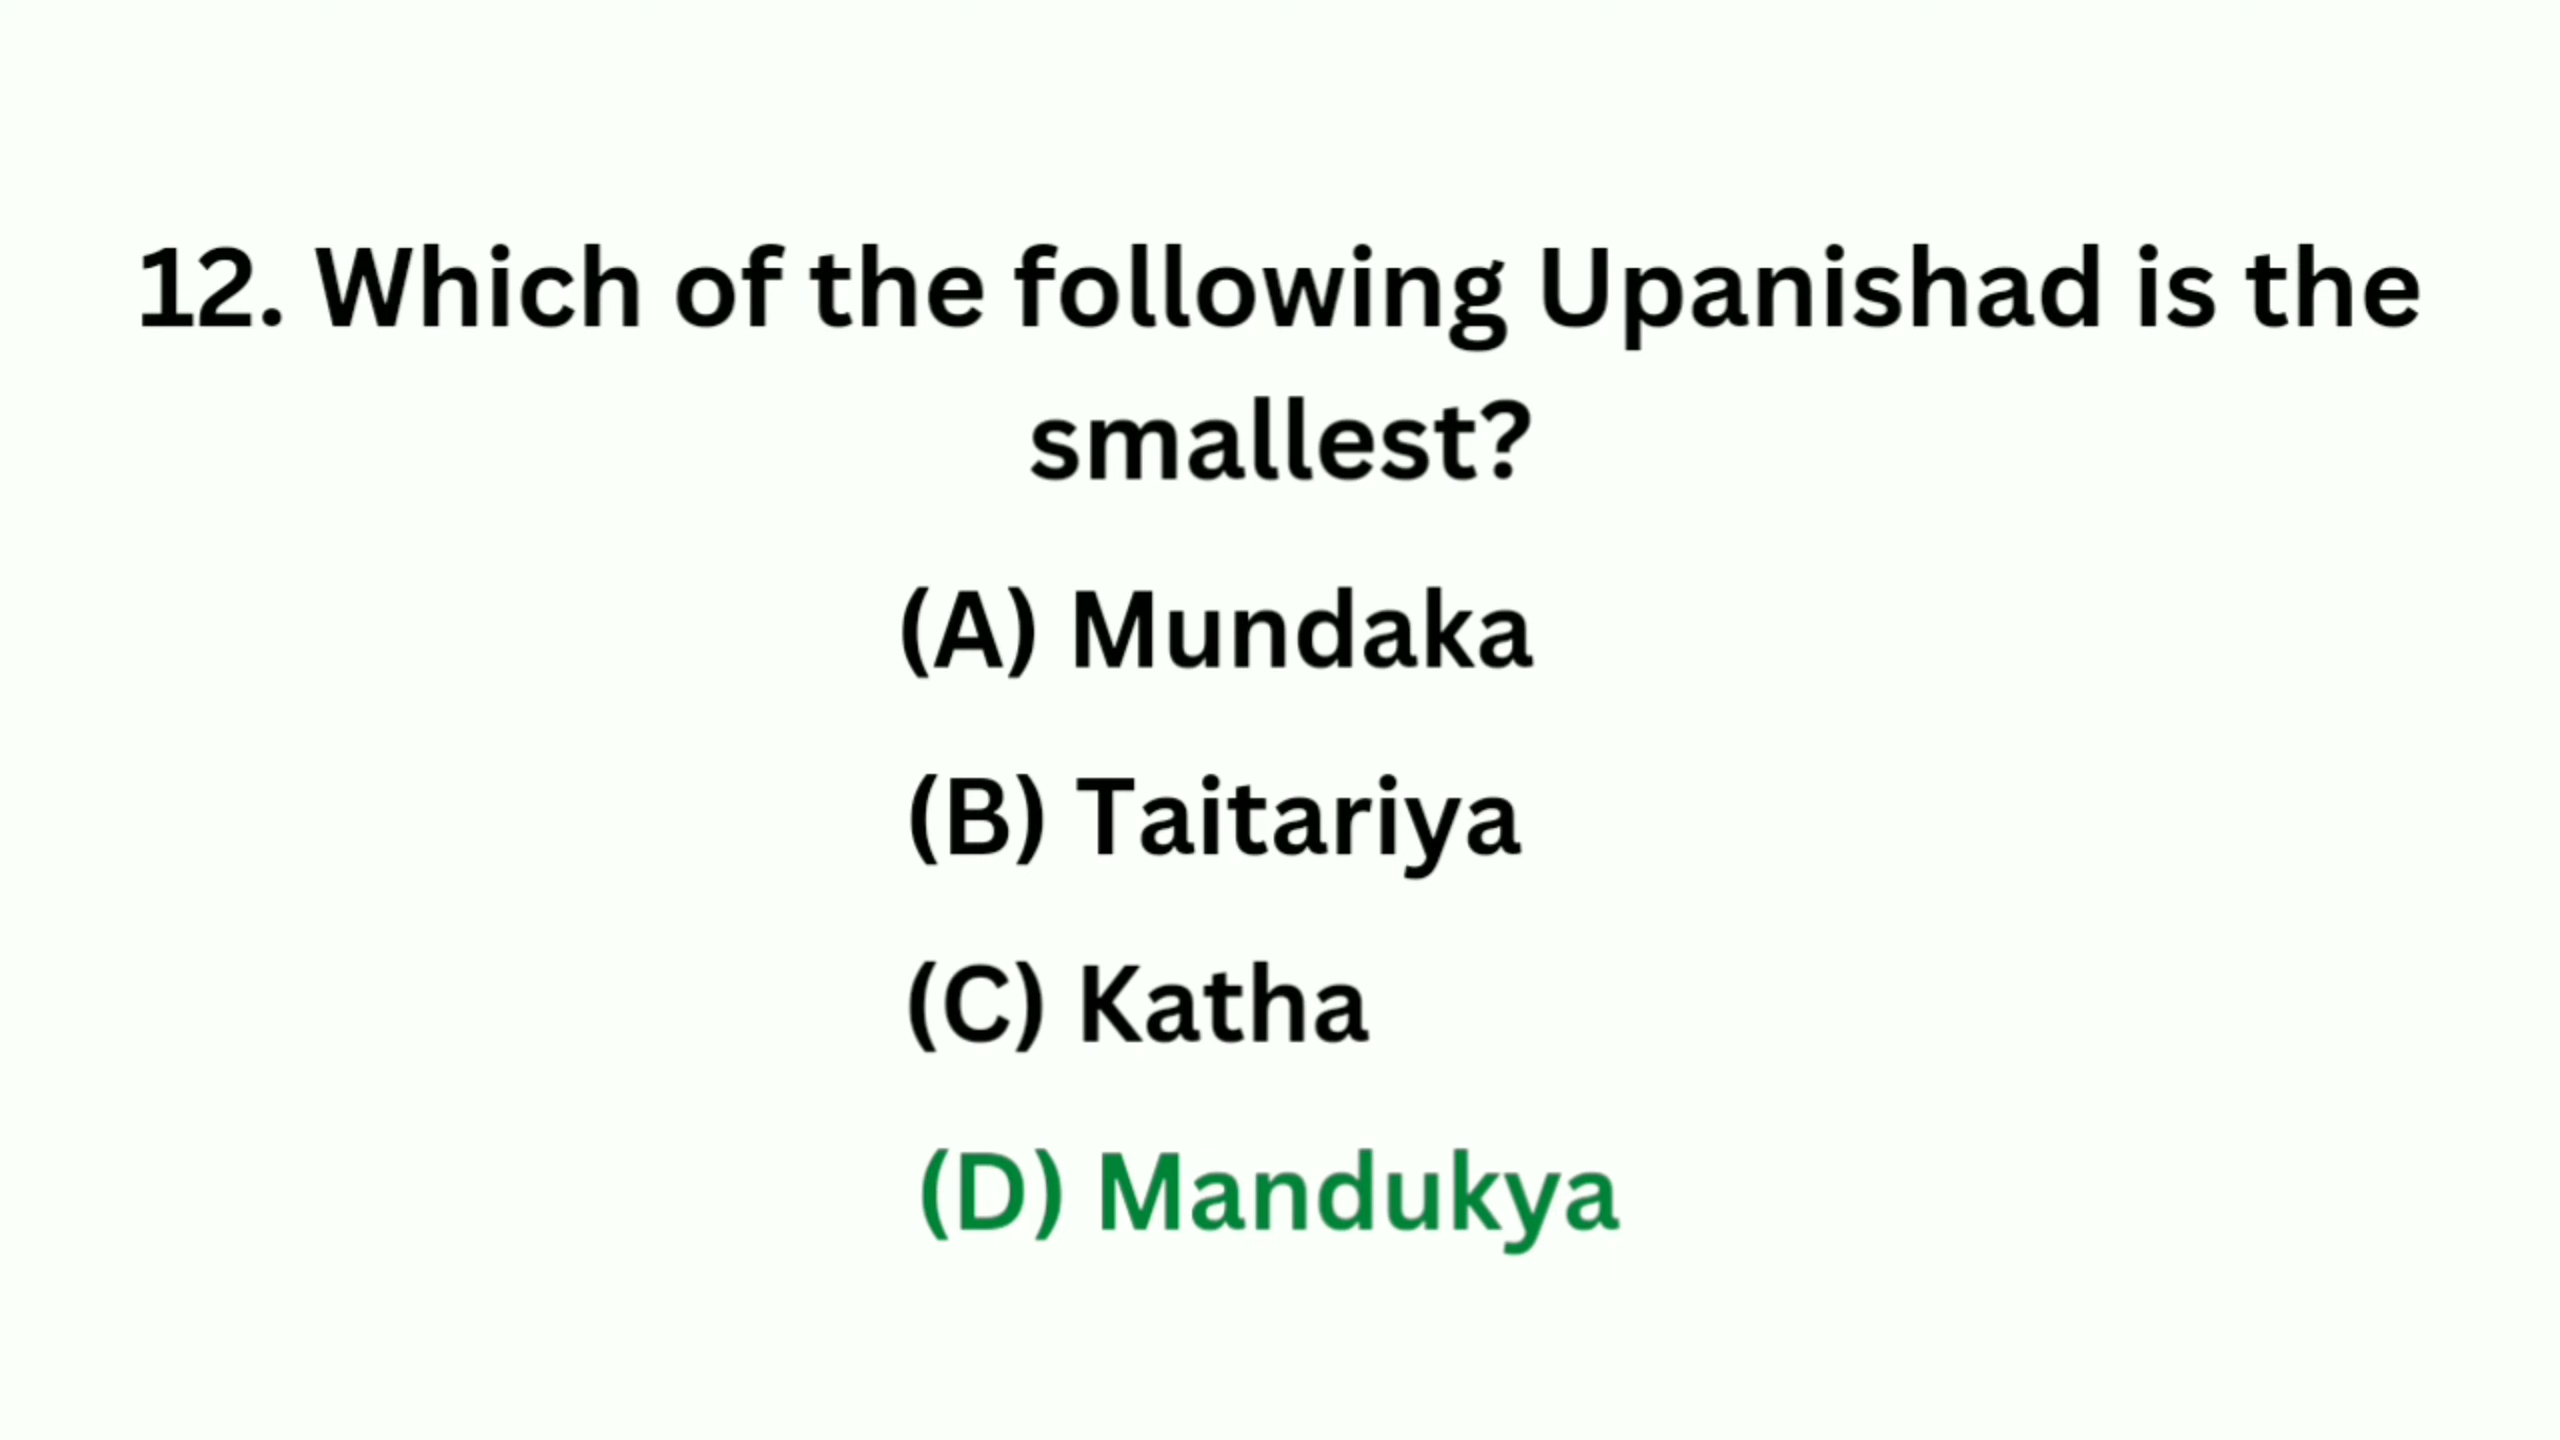 12. Which of the following Upanishad is the
smallest?
(A) Mundaka
(B) Taitariya
(C) Katha
(D) Mandukya